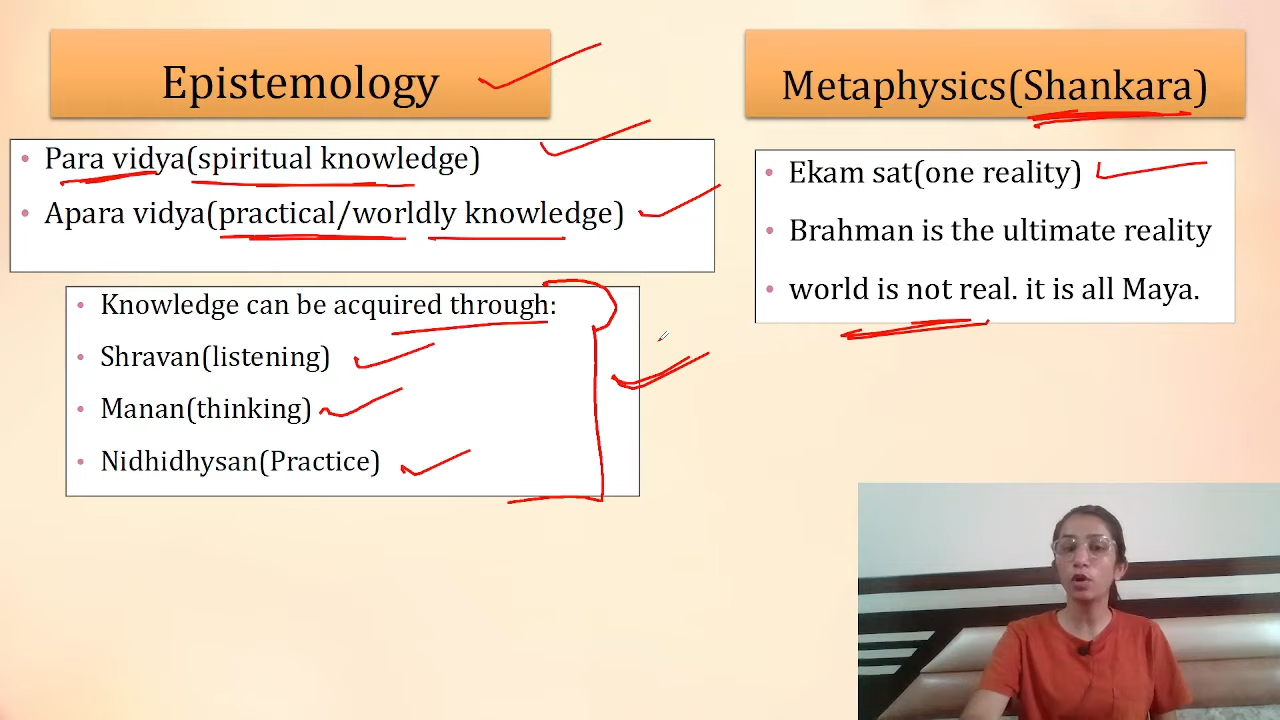 Epistemology
• Para vidya(spiritual knowledge)
• Apara vidya(practical/worldly knowledge)
• Knowledge can be acquired through:
• Shravan(listening)
• Manan(thinking)
• Nidhidhysan(Practice)
Metaphysics(Shankara)
• Ekam sat(one reality)
• Brahman is the ultimate reality
• world is not real. it is all Maya.